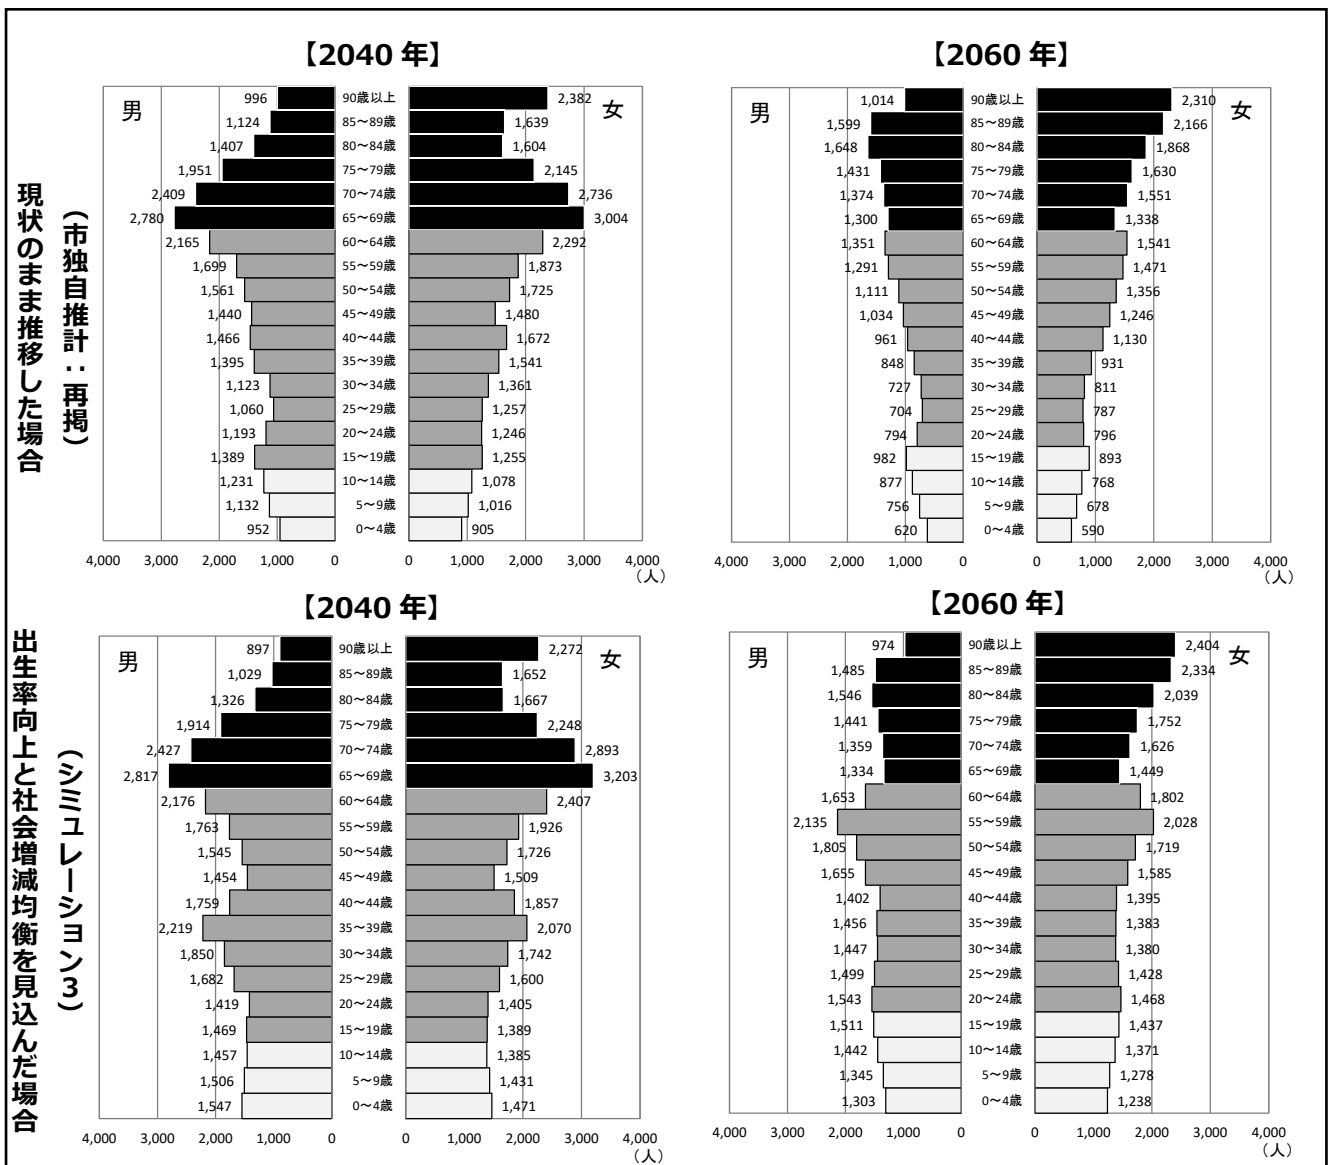 現状のまま推移した場合
（市独自推計：再掲）
【2040 年】
男
女
996 90歳以上 2,382
1,124 85～89歳 1,639
1,407 80～84歳 1,604
1,951 75～79歳 2,145
2,409 70～74歳 2,736
2,780 65～69歳 3,004
2,165 60～64歳 2,292
1,699 55～59歳 1,873
1,561 50～54歳 1,725
1,440 45～49歳 1,480
1,466 40～44歳 1,672
1,395 35～39歳 1,541
1,123 30～34歳 1,361
1,060 25～29歳 1,257
1,193 20～24歳 1,246
1,389 15～19歳 1,255
1,231 10～14歳 1,078
1,132 5～9歳 1,016
952 0～4歳 905
4,000 3,000 2,000 1,000 0 0 1,000 2,000 3,000 4,000
（人）
【2060 年】
男
女
1,014 90歳以上 2,310
1,599 85～89歳 2,166
1,648 80～84歳 1,868
1,431 75～79歳 1,630
1,374 70～74歳 1,551
1,300 65～69歳 1,338
1,351 60～64歳 1,541
1,291 55～59歳 1,471
1,111 50～54歳 1,356
1,034 45～49歳 1,246
961 40～44歳 1,130
848 35～39歳 931
727 30～34歳 811
704 25～29歳 787
794 20～24歳 796
982 15～19歳 893
877 10～14歳 768
756 5～9歳 678
620 0～4歳 590
4,000 3,000 2,000 1,000 0 0 1,000 2,000 3,000 4,000
（人）
出生率向上と社会増減均衡を見込んだ場合
（シミュレーション３）
【2040 年】
男
女
897 90歳以上 2,272
1,029 85～89歳 1,652
1,326 80～84歳 1,667
1,914 75～79歳 2,248
2,427 70～74歳 2,893
2,817 65～69歳 3,203
2,176 60～64歳 2,407
1,763 55～59歳 1,926
1,545 50～54歳 1,726
1,454 45～49歳 1,509
1,759 40～44歳 1,857
2,219 35～39歳 2,070
1,850 30～34歳 1,742
1,682 25～29歳 1,600
1,419 20～24歳 1,405
1,469 15～19歳 1,389
1,457 10～14歳 1,385
1,506 5～9歳 1,431
1,547 0～4歳 1,471
4,000 3,000 2,000 1,000 0 0 1,000 2,000 3,000 4,000
（人）
【2060 年】
男
女
974 90歳以上 2,404
1,485 85～89歳 2,334
1,546 80～84歳 2,039
1,441 75～79歳 1,752
1,359 70～74歳 1,626
1,334 65～69歳 1,449
1,653 60～64歳 1,802
2,135 55～59歳 2,028
1,805 50～54歳 1,719
1,655 45～49歳 1,585
1,402 40～44歳 1,395
1,456 35～39歳 1,383
1,447 30～34歳 1,380
1,499 25～29歳 1,428
1,543 20～24歳 1,468
1,511 15～19歳 1,437
1,442 10～14歳 1,371
1,345 5～9歳 1,278
1,303 0～4歳 1,238
4,000 3,000 2,000 1,000 0 0 1,000 2,000 3,000 4,000
（人）